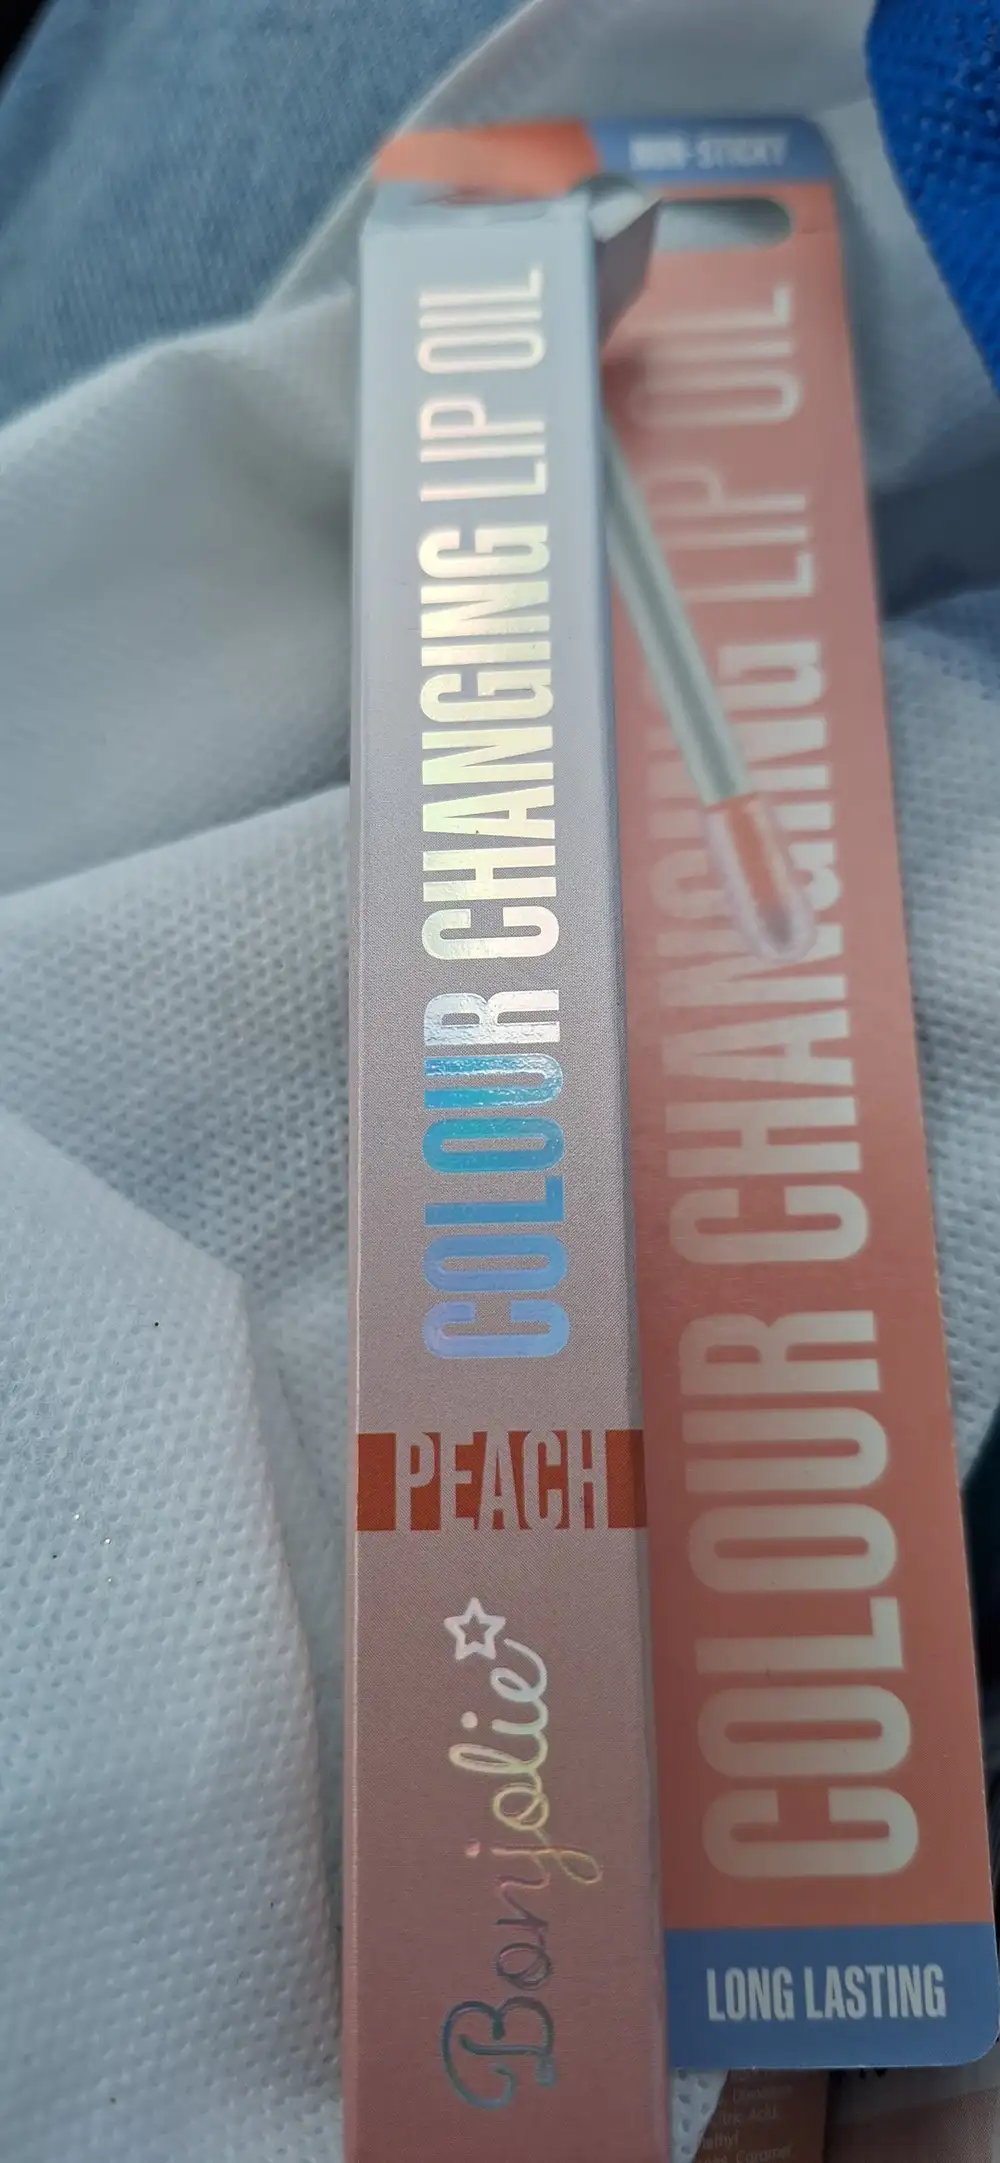 NON-STICKY
COLOUR CHANGING LIP OIL
PEACH
Bonjolie
COLOUR CHANGING LIP OIL
LONG LASTING